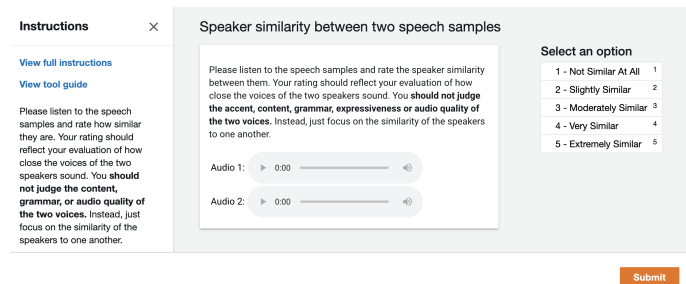 Instructions
View full instructions
View tool guide
Please listen to the speech
samples and rate how similar
they are. Your rating should
reflect your evaluation of how
close the voices of the two
speakers sound. You should
not judge the content,
grammar, or audio quality of
the two voices. Instead, just
focus on the similarity of the
speakers to one another.
Speaker similarity between two speech samples
Please listen to the speech samples and rate the speaker similarity
between them. Your rating should reflect your evaluation of how
close the voices of the two speakers sound. You should not judge
the accent, content, grammar, expressiveness or audio quality of
the two voices. Instead, just focus on the similarity of the speakers
to one another.
Audio 1: 0:00
Audio 2: 0:00
Select an option
1 - Not Similar At All 1
2 - Slightly Similar 2
3 - Moderately Similar 3
4 - Very Similar 4
5 - Extremely Similar 5
Submit